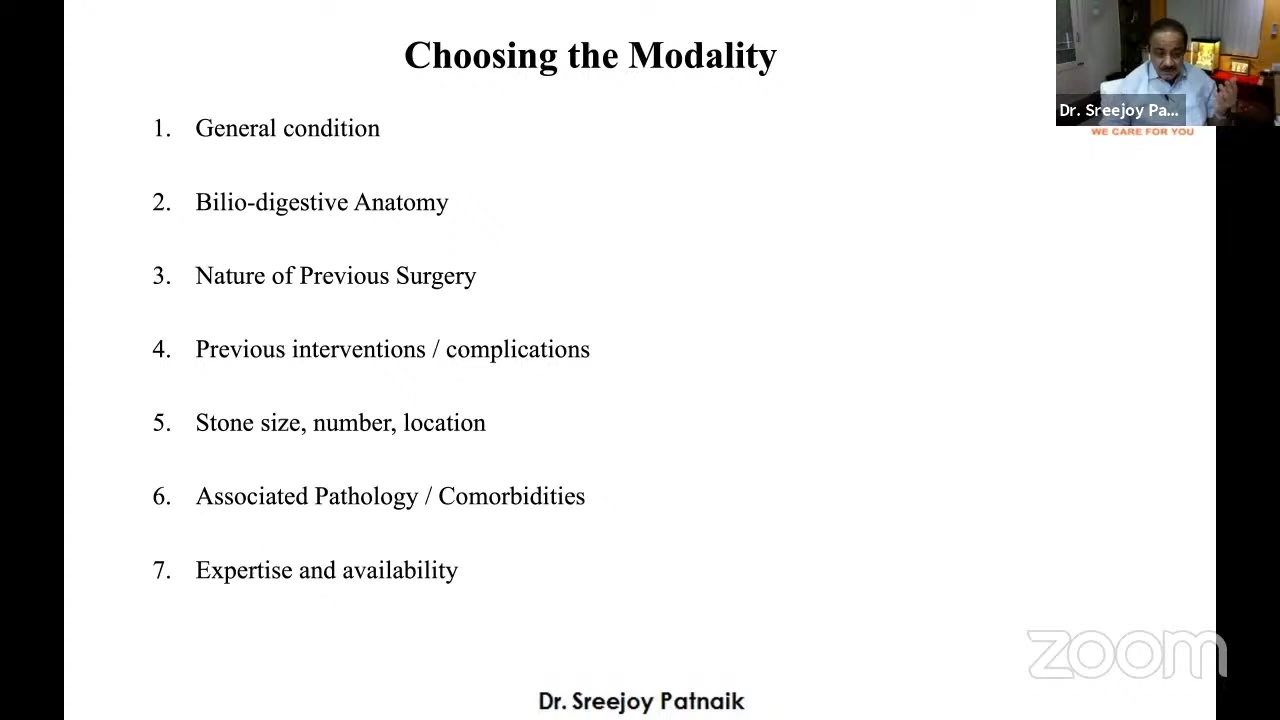 Choosing the Modality
Dr. Sreejoy Pa...
WE CARE FOR YOU
1. General condition
2. Bilio-digestive Anatomy
3. Nature of Previous Surgery
4. Previous interventions / complications
5. Stone size, number, location
6. Associated Pathology / Comorbidities
7. Expertise and availability
zoom
Dr. Sreejoy Patnaik